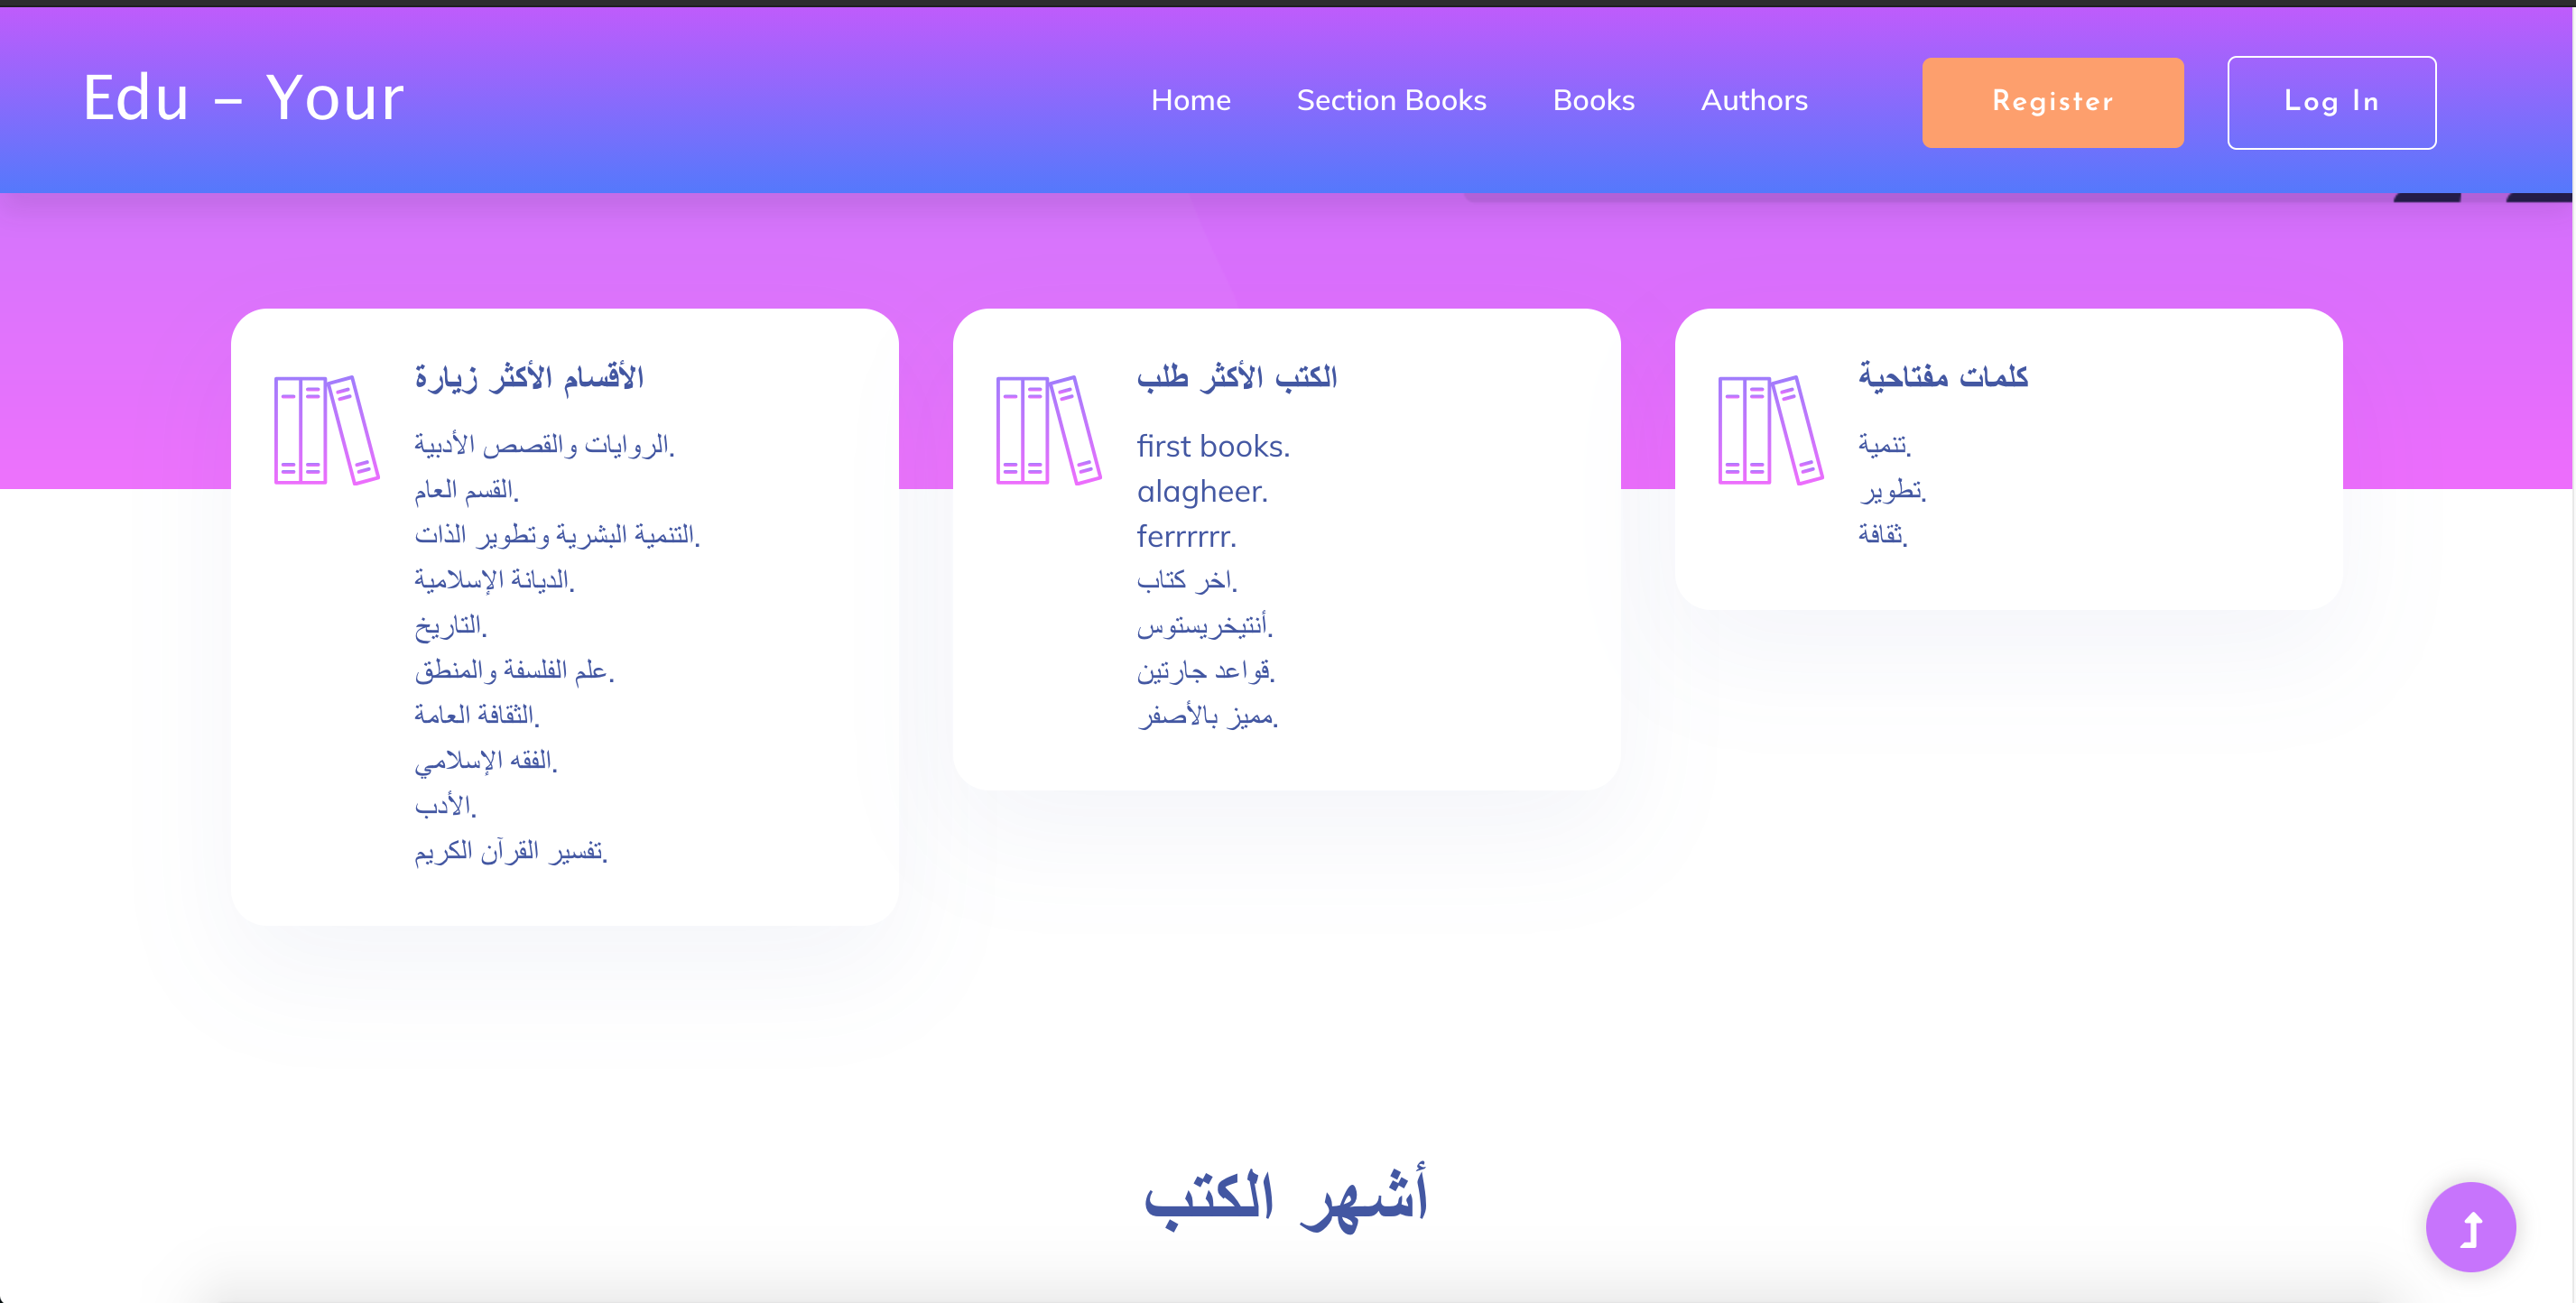 Edu – Your
Home Section Books Books Authors Register Log In
الأقسام الأكثر زيارة
الروايات والقصص الأدبية.
القسم العام.
التنمية البشرية وتطوير الذات.
الديانة الإسلامية.
التاريخ.
علم الفلسفة والمنطق.
الثقافة العامة.
الفقه الإسلامي.
الأدب.
تفسير القرآن الكريم.
الكتب الأكثر طلب
first books.
alagheer.
ferrrrrr.
اخر كتاب.
أنتيخريستوس.
قواعد جارتين.
مميز بالأصفر.
كلمات مفتاحية
تنمية.
تطوير.
ثقافة.
أشهر الكتب